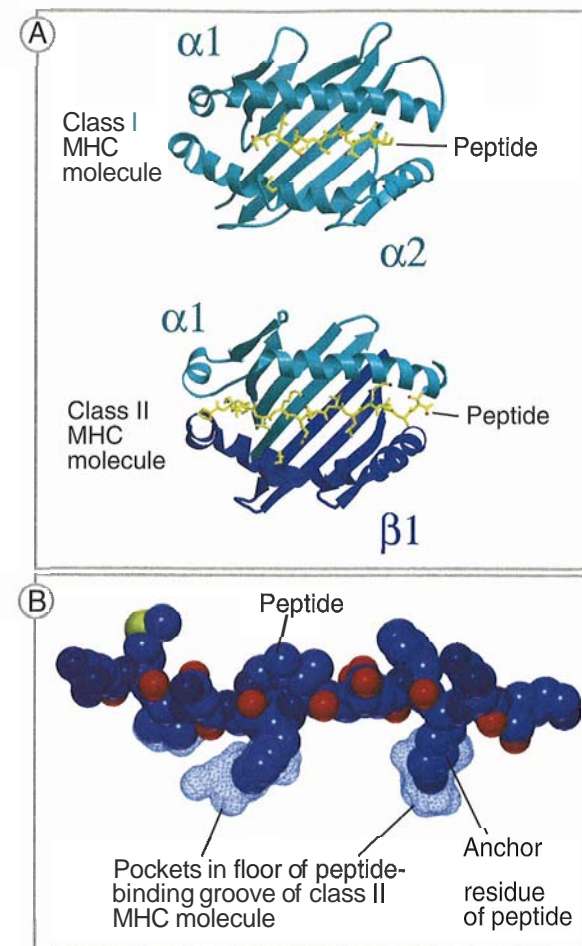 A
α1
Class I
MHC
molecule
Peptide
α2
α1
Class II
MHC
molecule
Peptide
β1
B
Peptide
Pockets in floor of peptide-
binding groove of class II
MHC molecule
Anchor
residue
of peptide